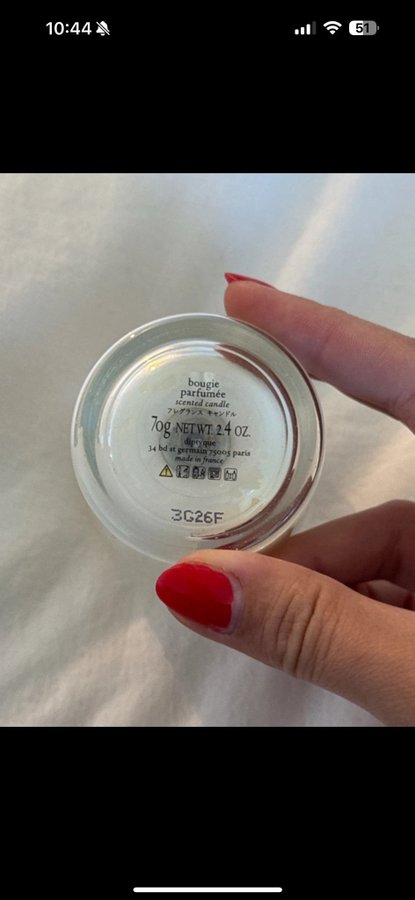 10:44
51
bougie
parfumée
scented candle
フレグランス キャンドル
70g NET WT. 2.4 OZ.
diptyque
34 bd st germain 75005 paris
made in france
3G26F